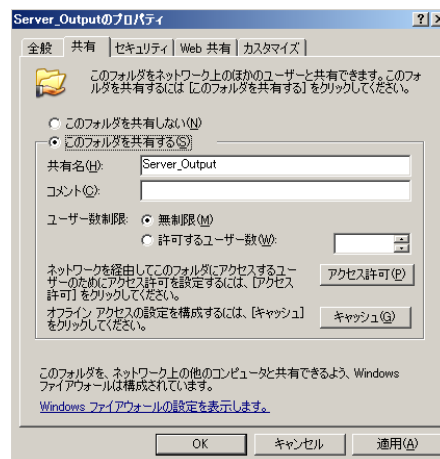 Server_Outputのプロパティ
全般 共有 セキュリティ Web 共有 カスタマイズ
このフォルダをネットワーク上のほかのユーザーと共有できます。このフォ
ルダを共有するには [このフォルダを共有する] をクリックしてください。
このフォルダを共有しない(N)
このフォルダを共有する(S)
共有名(H): Server_Output
コメント(C):
ユーザー数制限: 無制限(M)
許可するユーザー数(W):
ネットワークを経由してこのフォルダにアクセスするユー
ザーのためにアクセス許可を設定するには、[アクセス
許可] をクリックしてください。
アクセス許可(P)
オフライン アクセスの設定を構成するには、[キャッシュ]
をクリックしてください。
キャッシュ(G)
このフォルダを、ネットワーク上の他のコンピュータと共有できるよう、Windows
ファイアウォールは構成されています。
Windows ファイアウォールの設定を表示します。
OK キャンセル 適用(A)